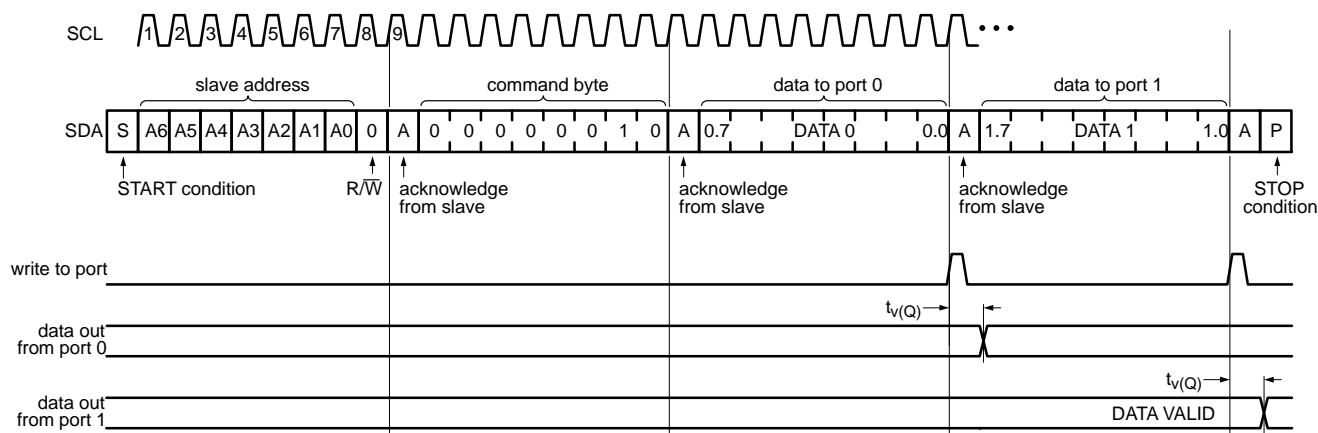 SCL 1 2 3 4 5 6 7 8 9
slave address command byte data to port 0 data to port 1
SDA S A6 A5 A4 A3 A2 A1 A0 0 A 0 0 0 0 0 0 1 0 A 0.7 DATA 0 0.0 A 1.7 DATA 1 1.0 A P
START condition R/W̅ acknowledge
from slave
acknowledge
from slave
acknowledge
from slave
STOP
condition
write to port
tv(Q)
data out
from port 0
tv(Q)
data out
from port 1
DATA VALID